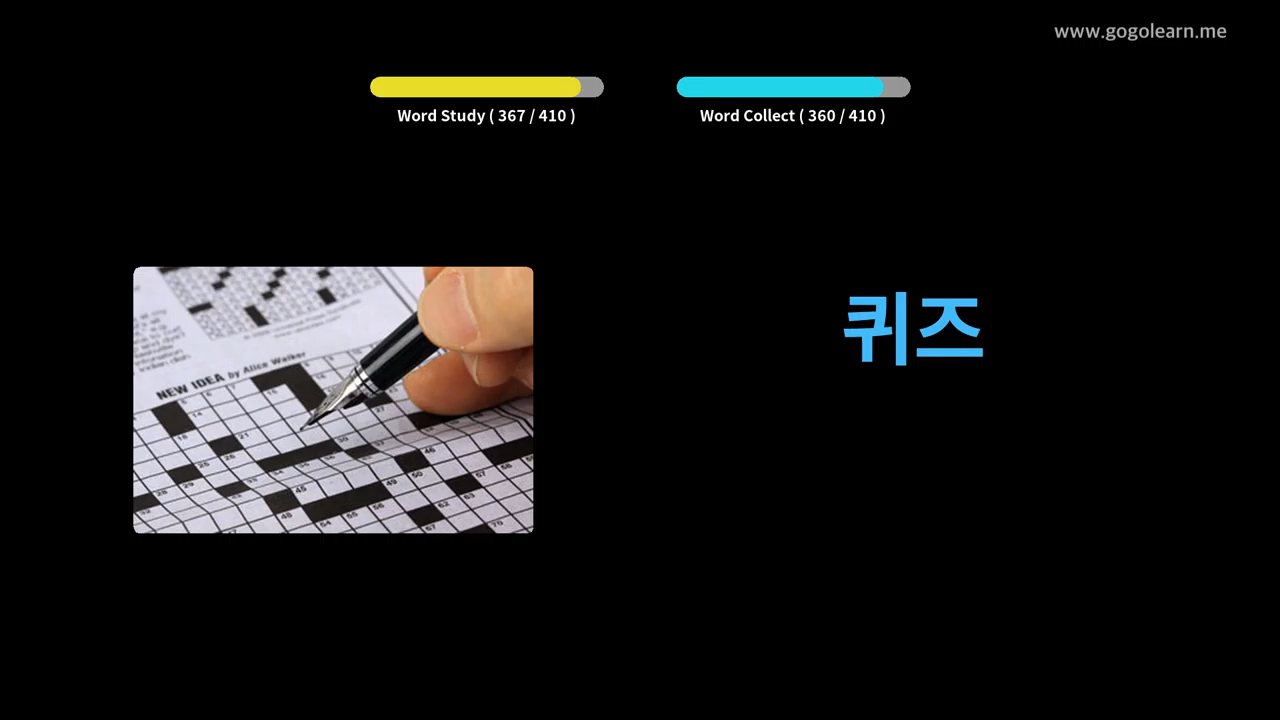 www.gogolearn.me
Word Study ( 367 / 410 )
Word Collect ( 360 / 410 )
퀴즈
NEW IDEA by Alice Walker